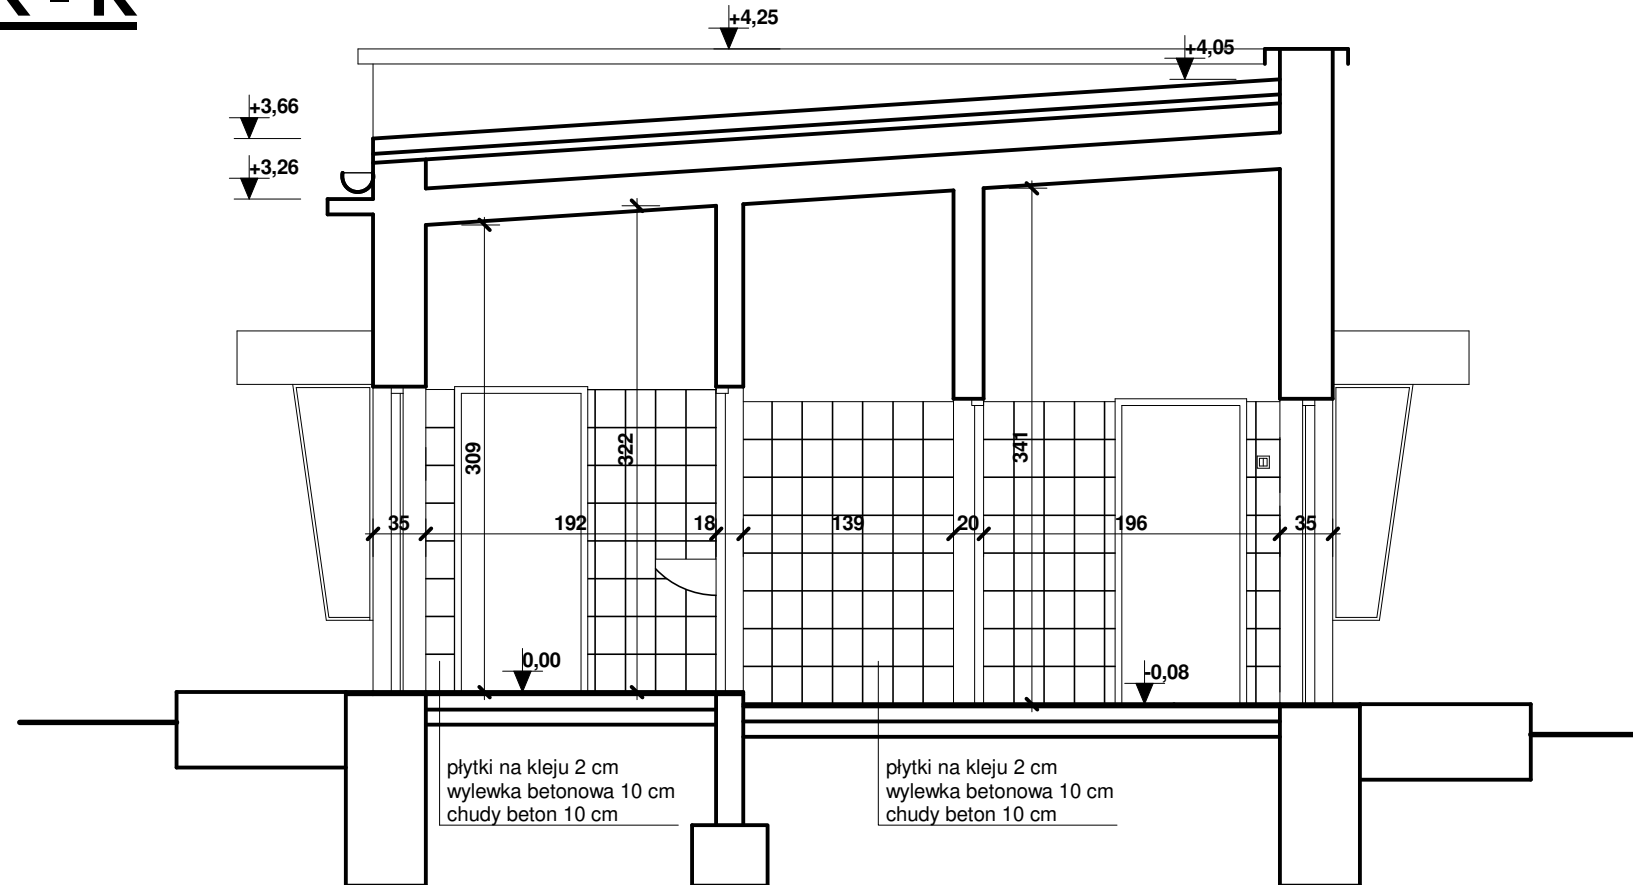 +4,25
+4,05
+3,66
+3,26
309
322
341
35 192 18 139 20 196 35
0,00
-0,08
płytki na kleju 2 cm
wylewka betonowa 10 cm
chudy beton 10 cm
płytki na kleju 2 cm
wylewka betonowa 10 cm
chudy beton 10 cm